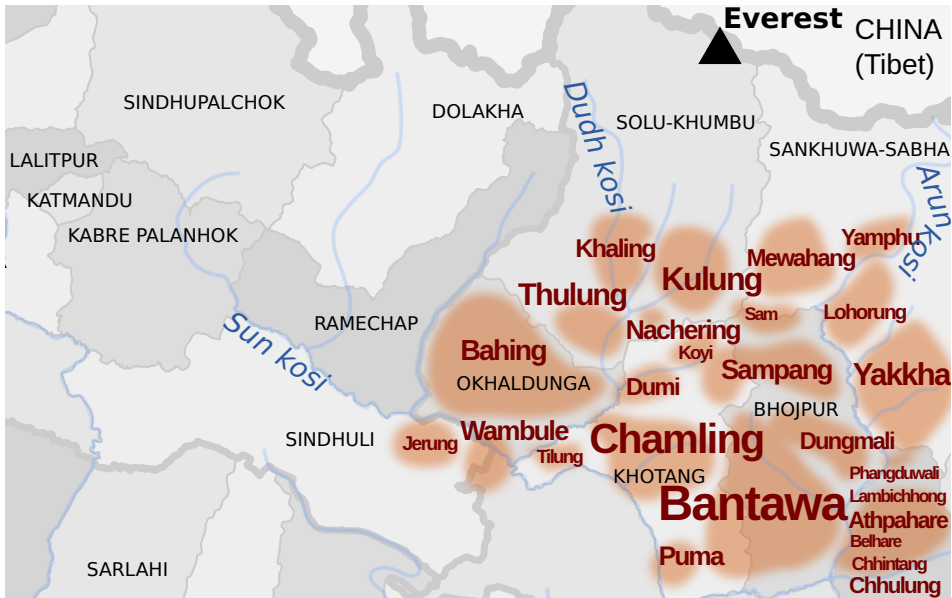 Everest
CHINA
(Tibet)
SINDHUPALCHOK
DOLAKHA
Dudh kosi
SOLU-KHUMBU
SANKHUWA-SABHA
LALITPUR
KATMANDU
Arun
kosi
KABRE PALANHOK
Khaling
Yamphu
Mewahang
Kulung
Thulung
Sam
Lohorung
Sun kosi
RAMECHAP
Nachering
Koyi
Bahing
OKHALDUNGA
Dumi
Sampang
Yakkha
BHOJPUR
SINDHULI
Jerung
Wambule
Tilung
Chamling
Dungmali
KHOTANG
Phangduwali
Bantawa
Lambichhong
Athpahare
Belhare
Puma
Chhintang
SARLAHI
Chhulung